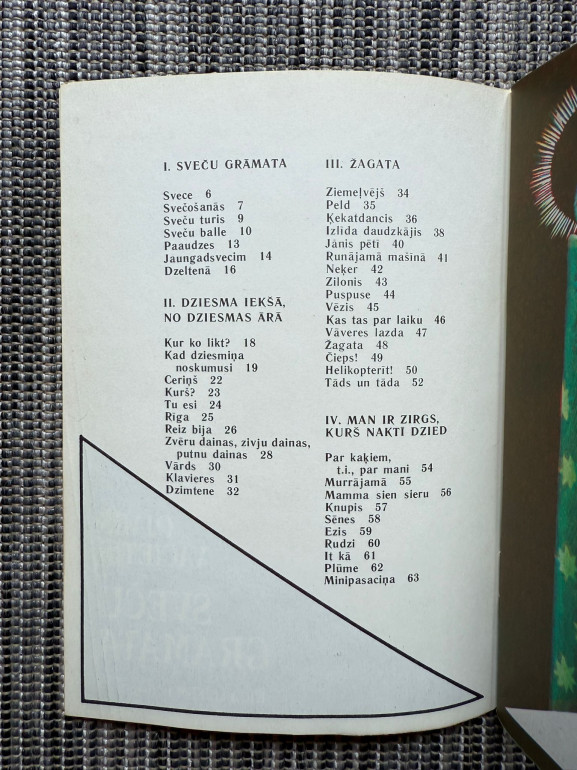 I. SVEČU GRĀMATA
Svece 6
Svečošanās 7
Sveču turis 9
Sveču balle 10
Paaudzes 13
Jaungadsvecim 14
Dzeltenā 16
II. DZIESMA IEKŠĀ,
NO DZIESMAS ĀRĀ
Kur ko likt? 18
Kad dziesmiņa
noskumusi 19
Ceriņš 22
Kurš? 23
Tu esi 24
Rīga 25
Reiz bija 26
Zvēru dainas, zivju dainas,
putnu dainas 28
Vārds 30
Klavieres 31
Dzimtene 32
III. ŽAGATA
Ziemeļvējš 34
Peld 35
Ķekatdancis 36
Izlīda daudzkājis 38
Jānis pētī 40
Runājamā mašīnā 41
Neķer 42
Zilonis 43
Puspuse 44
Vēzis 45
Kas tas par laiku 46
Vāveres lazda 47
Žagata 48
Čieps! 49
Helikopterīt! 50
Tāds un tāda 52
IV. MAN IR ZIRGS,
KURŠ NAKTĪ DZIED
Par kaķiem,
t.i., par mani 54
Murrājamā 55
Mamma sien sieru 56
Knupis 57
Sēnes 58
Ezis 59
Rudzi 60
It kā 61
Plūme 62
Minipasaciņa 63